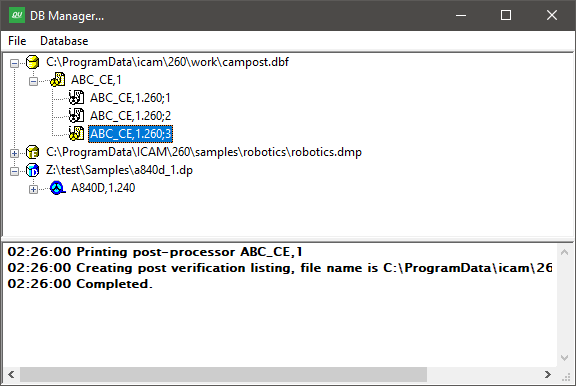 DU DB Manager...
File Database
C:\ProgramData\icam\260\work\campost.dbf
ABC_CE,1
ABC_CE,1.260;1
ABC_CE,1.260;2
ABC_CE,1.260;3
C:\ProgramData\ICAM\260\samples\robotics\robotics.dmp
Z:\test\Samples\a840d_1.dp
A840D,1.240
02:26:00 Printing post-processor ABC_CE,1
02:26:00 Creating post verification listing, file name is C:\ProgramData\icam\26
02:26:00 Completed.